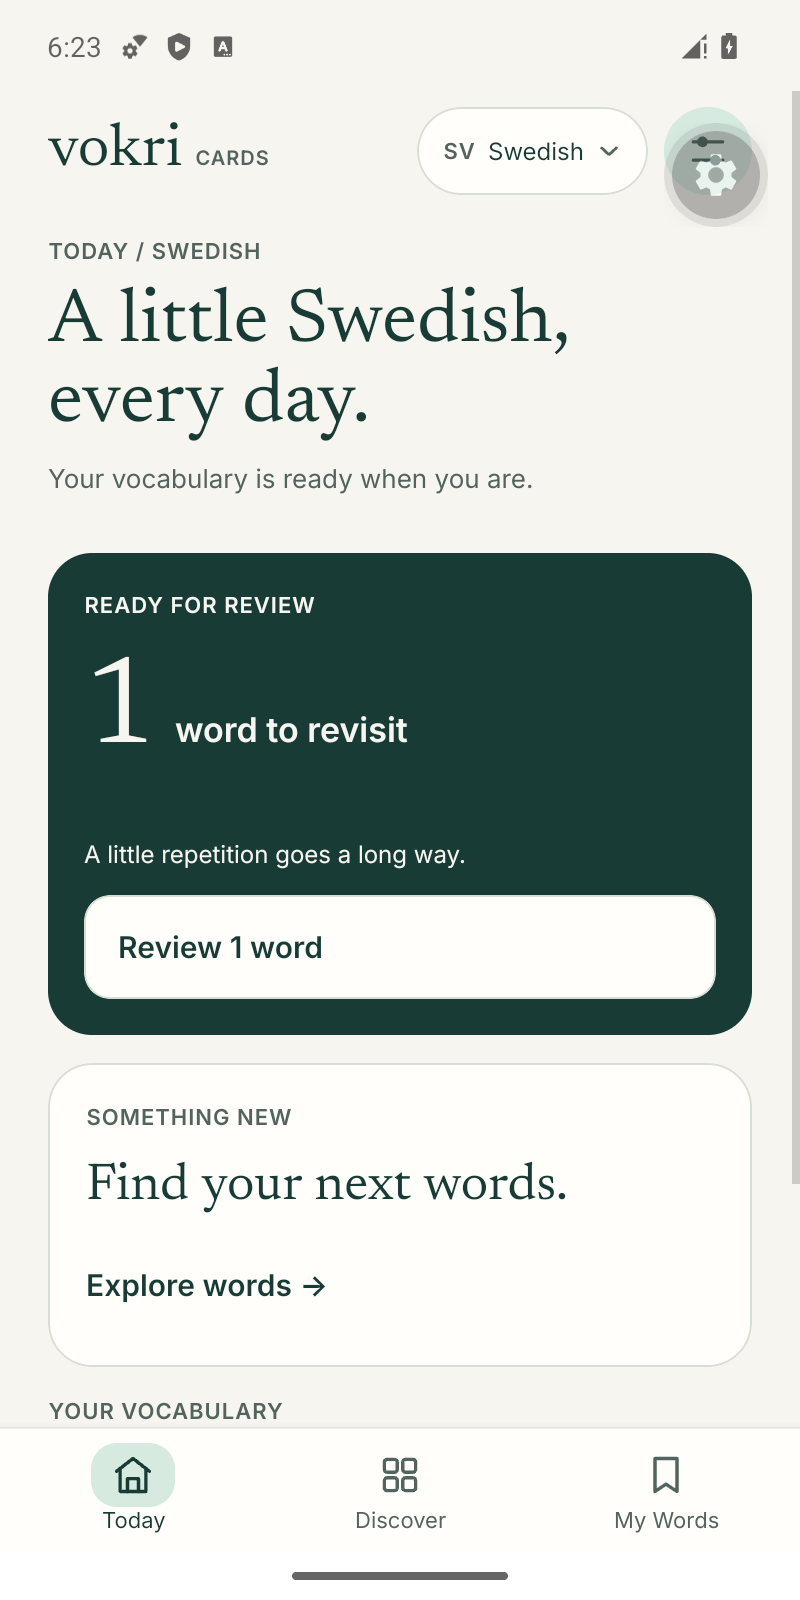 6:23
vokri CARDS
SV Swedish
TODAY / SWEDISH
A little Swedish,
every day.
Your vocabulary is ready when you are.
READY FOR REVIEW
1 word to revisit
A little repetition goes a long way.
Review 1 word
SOMETHING NEW
Find your next words.
Explore words →
YOUR VOCABULARY
Today
Discover
My Words